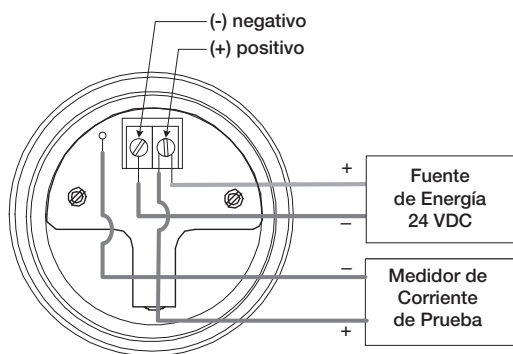 (-) negativo
(+) positivo
+
Fuente
de Energía
24 VDC
–
–
Medidor de
Corriente
de Prueba
+